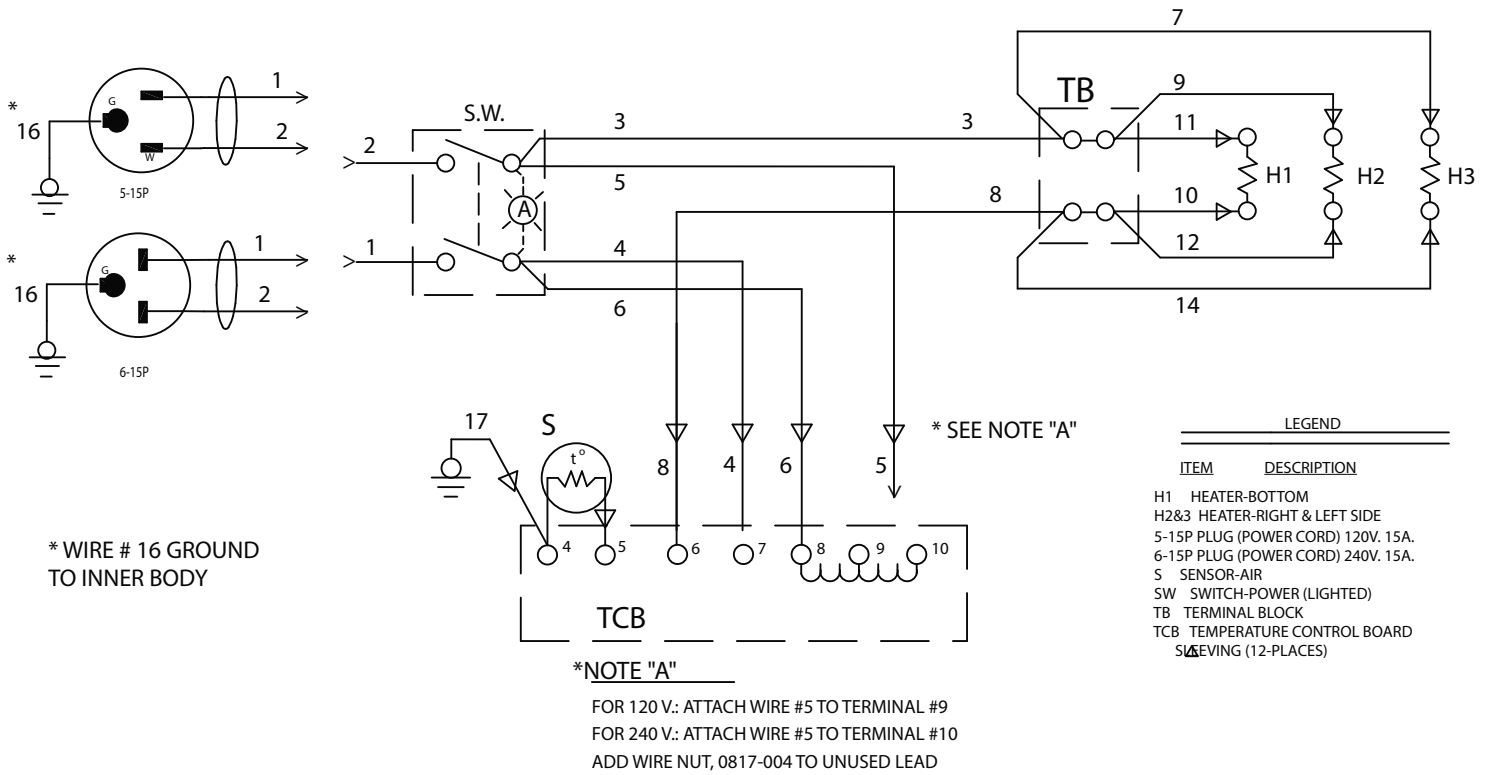 7
TB
9
1
G
*
16
2
W
5-15P
S.W.
2
3
3
11
5
H1
H2
H3
A
8
10
12
1
4
6
14
*
16
G
1
2
6-15P
17
S
t°
8
4
6
5
* SEE NOTE "A"
4
5
6
7
8
9
10
TCB
* WIRE # 16 GROUND
TO INNER BODY
*NOTE "A"
FOR 120 V.: ATTACH WIRE #5 TO TERMINAL #9
FOR 240 V.: ATTACH WIRE #5 TO TERMINAL #10
ADD WIRE NUT, 0817-004 TO UNUSED LEAD
LEGEND
ITEM DESCRIPTION
H1 HEATER-BOTTOM
H2&3 HEATER-RIGHT & LEFT SIDE
5-15P PLUG (POWER CORD) 120V. 15A.
6-15P PLUG (POWER CORD) 240V. 15A.
S SENSOR-AIR
SW SWITCH-POWER (LIGHTED)
TB TERMINAL BLOCK
TCB TEMPERATURE CONTROL BOARD
SLEEVING (12-PLACES)